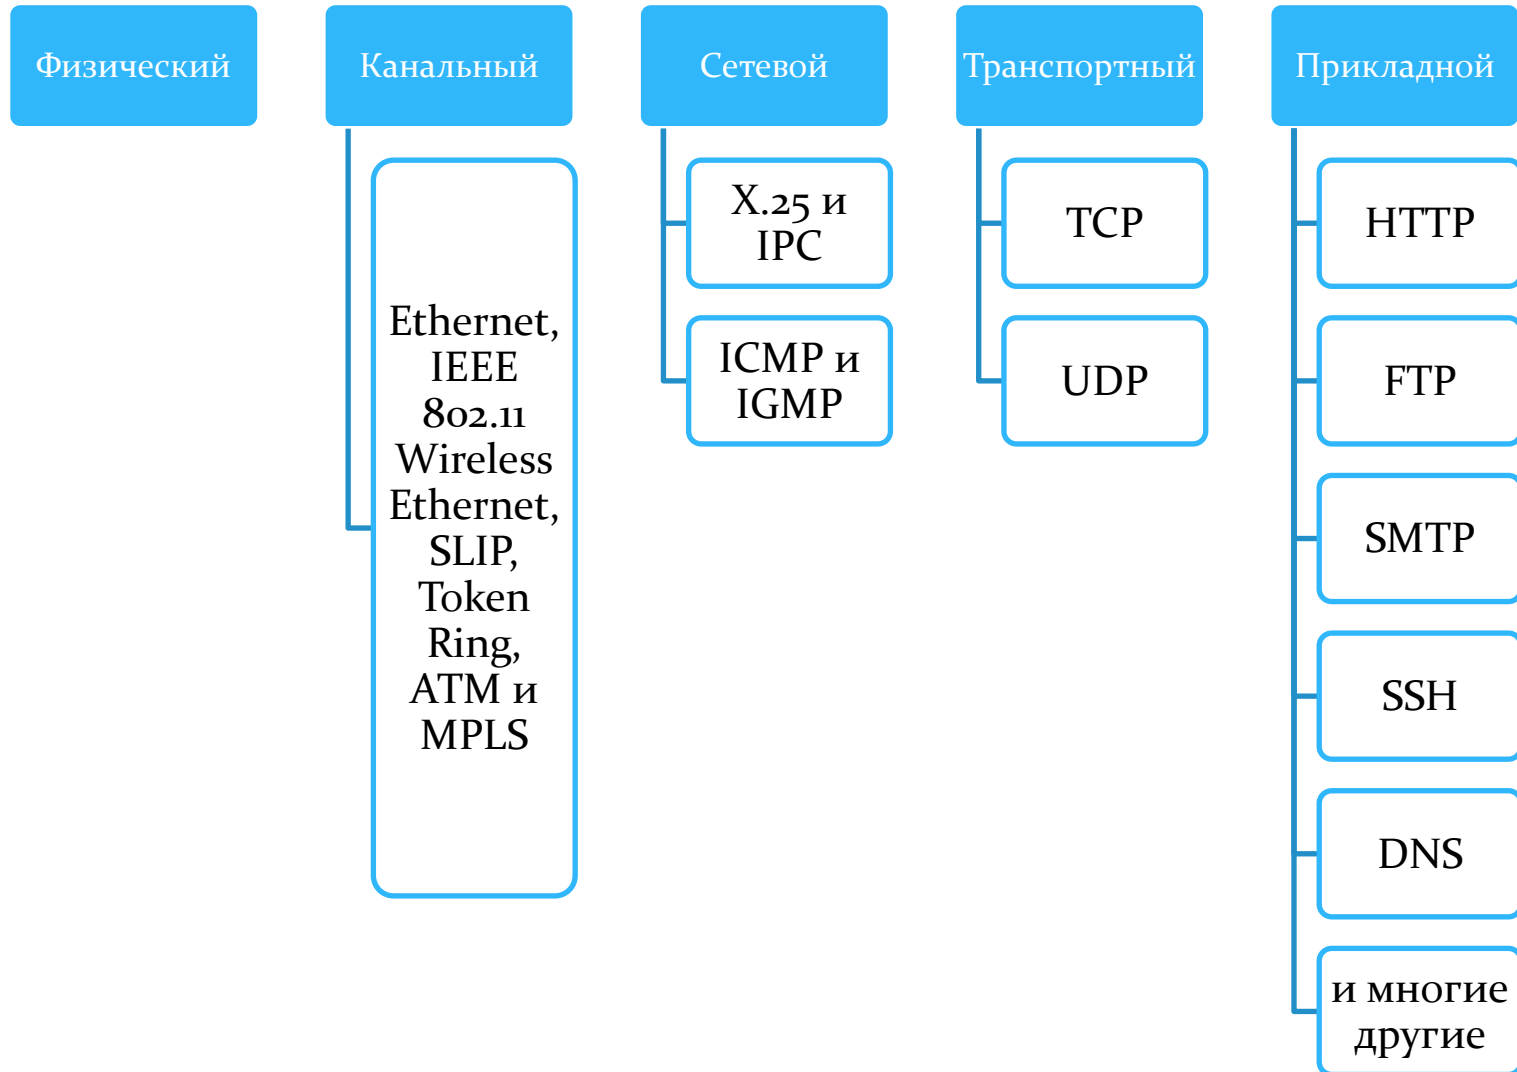 Физический
Канальный
Сетевой
Транспортный
Прикладной
Ethernet,
IEEE
802.11
Wireless
Ethernet,
SLIP,
Token
Ring,
ATM и
MPLS
X.25 и
IPC
ICMP и
IGMP
TCP
UDP
HTTP
FTP
SMTP
SSH
DNS
и многие
другие